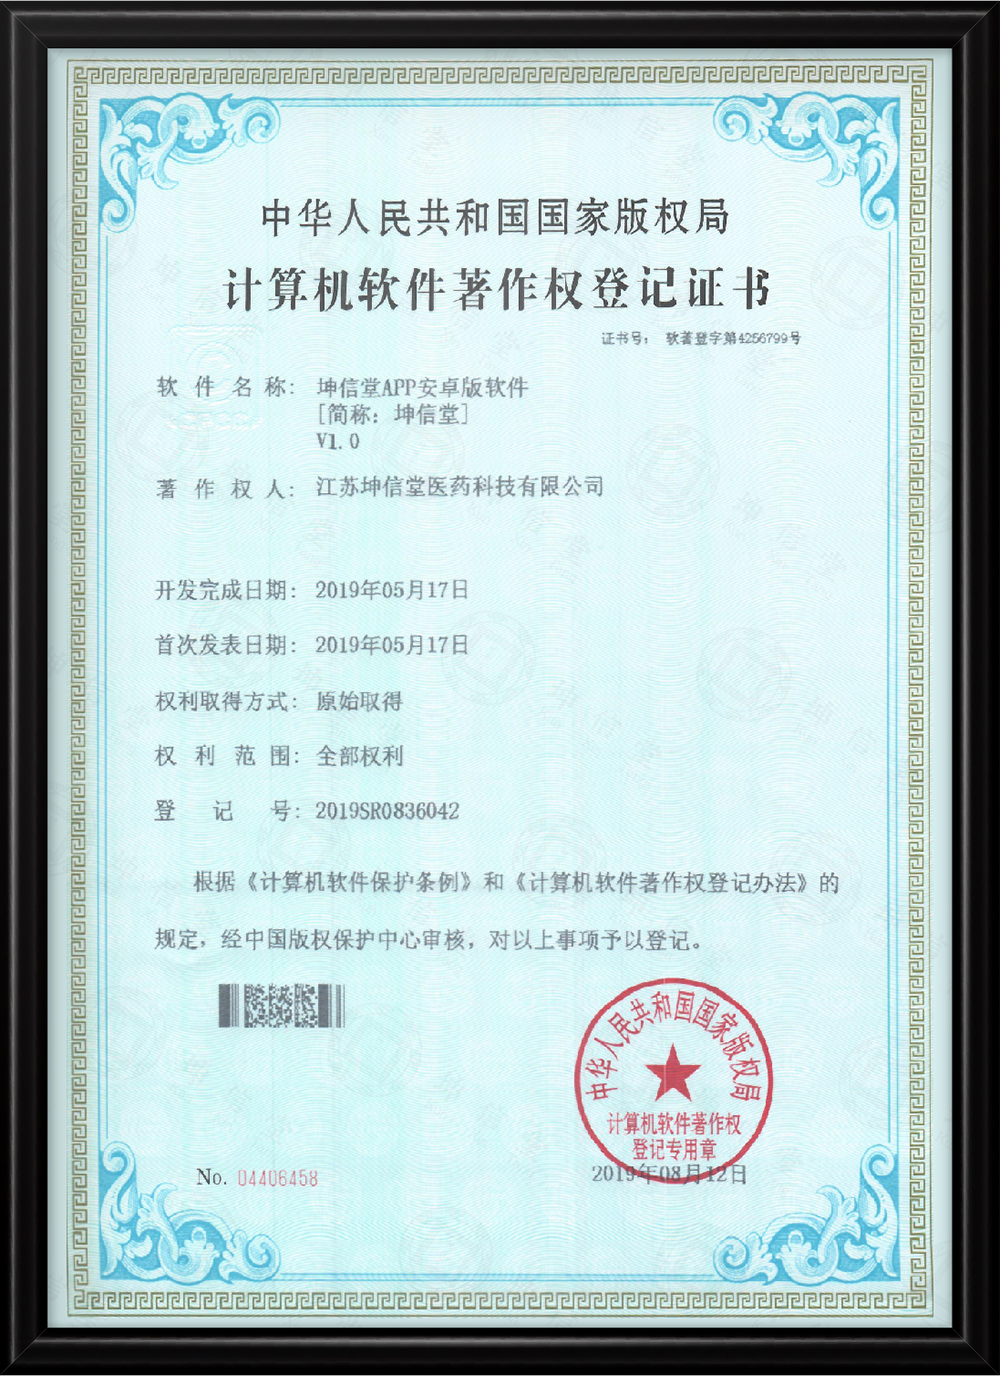 中华人民共和国国家版权局
计算机软件著作权登记证书
证书号： 软著登字第4256799号
软件名称： 坤信堂APP安卓版软件
[简称：坤信堂]
V1.0
著作权人： 江苏坤信堂医药科技有限公司
开发完成日期： 2019年05月17日
首次发表日期： 2019年05月17日
权利取得方式： 原始取得
权利范围： 全部权利
登记号： 2019SR0836042
根据《计算机软件保护条例》和《计算机软件著作权登记办法》的
规定，经中国版权保护中心审核，对以上事项予以登记。
中华人民共和国国家版权局
计算机软件著作权
登记专用章
2019年08月12日
No. 04406458